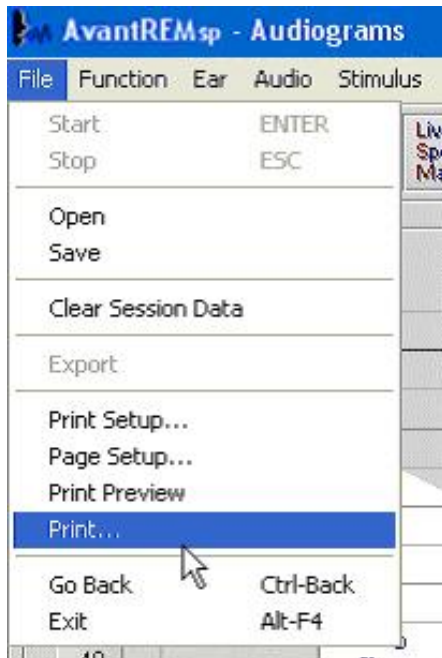 AvantREMsp - Audiograms
File Function Ear Audio Stimulus
Start ENTER
Stop ESC
Open
Save
Clear Session Data
Export
Print Setup...
Page Setup...
Print Preview
Print...
Go Back Ctrl-Back
Exit Alt-F4